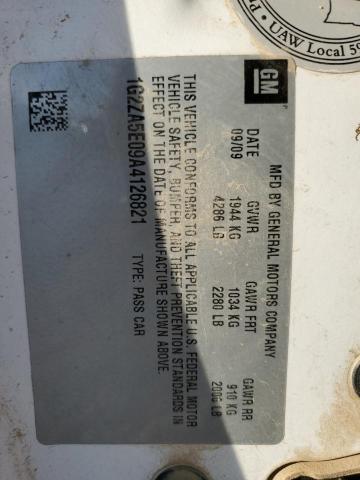 UAW Local 59
GM
MFD BY GENERAL MOTORS COMPANY
DATE GVWR GAWR FRT GAWR RR
09/09 1944 KG 1034 KG 910 KG
4286 LB 2280 LB 2006 LB
THIS VEHICLE CONFORMS TO ALL APPLICABLE U.S. FEDERAL MOTOR
VEHICLE SAFETY, BUMPER, AND THEFT PREVENTION STANDARDS IN
EFFECT ON THE DATE OF MANUFACTURE SHOWN ABOVE.
1G2ZA5E09A4126821 TYPE: PASS CAR